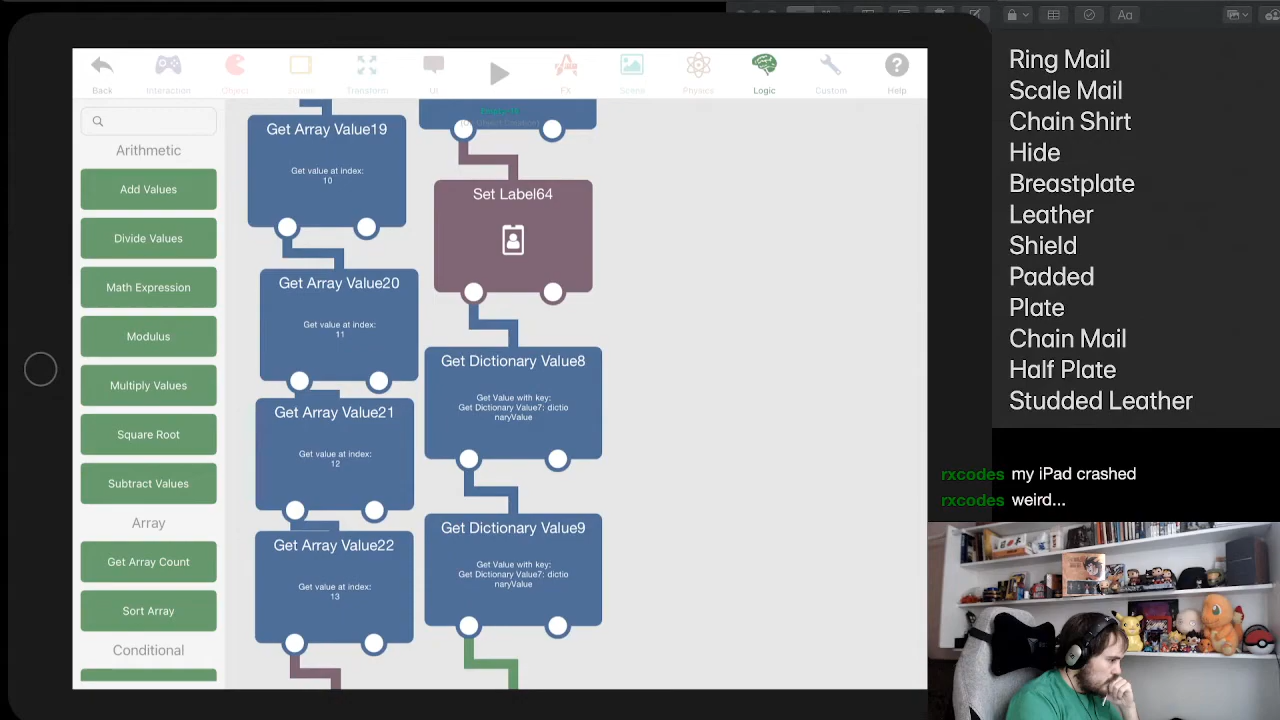 Back
Interaction
Object
Transform
UI
FX
Scene
Physics
Logic
Custom
Help
Arithmetic
Add Values
Divide Values
Math Expression
Modulus
Multiply Values
Square Root
Subtract Values
Array
Get Array Count
Sort Array
Conditional
Get Array Value19
Get value at index:
10
Get Array Value20
Get value at index:
11
Get Array Value21
Get value at index:
12
Get Array Value22
Get value at index:
13
Set Label64
Get Dictionary Value8
Get Value with key:
Get Dictionary Value7: dictio
naryValue
Get Dictionary Value9
Get Value with key:
Get Dictionary Value7: dictio
naryValue
Aa
Ring Mail
Scale Mail
Chain Shirt
Hide
Breastplate
Leather
Shield
Padded
Plate
Chain Mail
Half Plate
Studded Leather
rxcodes my iPad crashed
rxcodes weird...